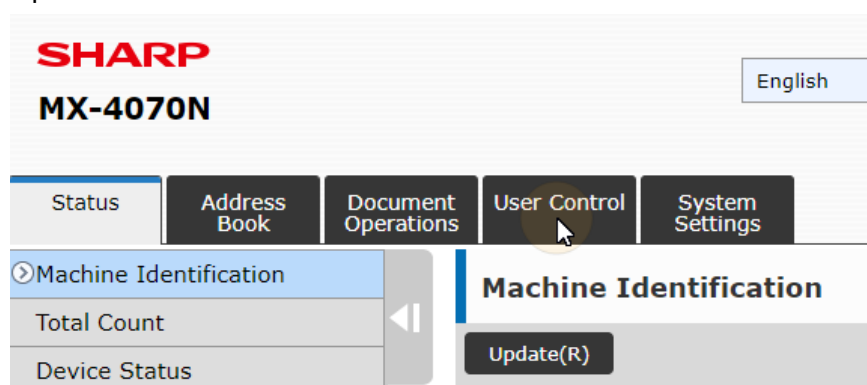 SHARP
MX-4070N
English
Status
Address
Book
Document
Operations
User Control
System
Settings
Machine Identification
Total Count
Device Status
Machine Identification
Update(R)